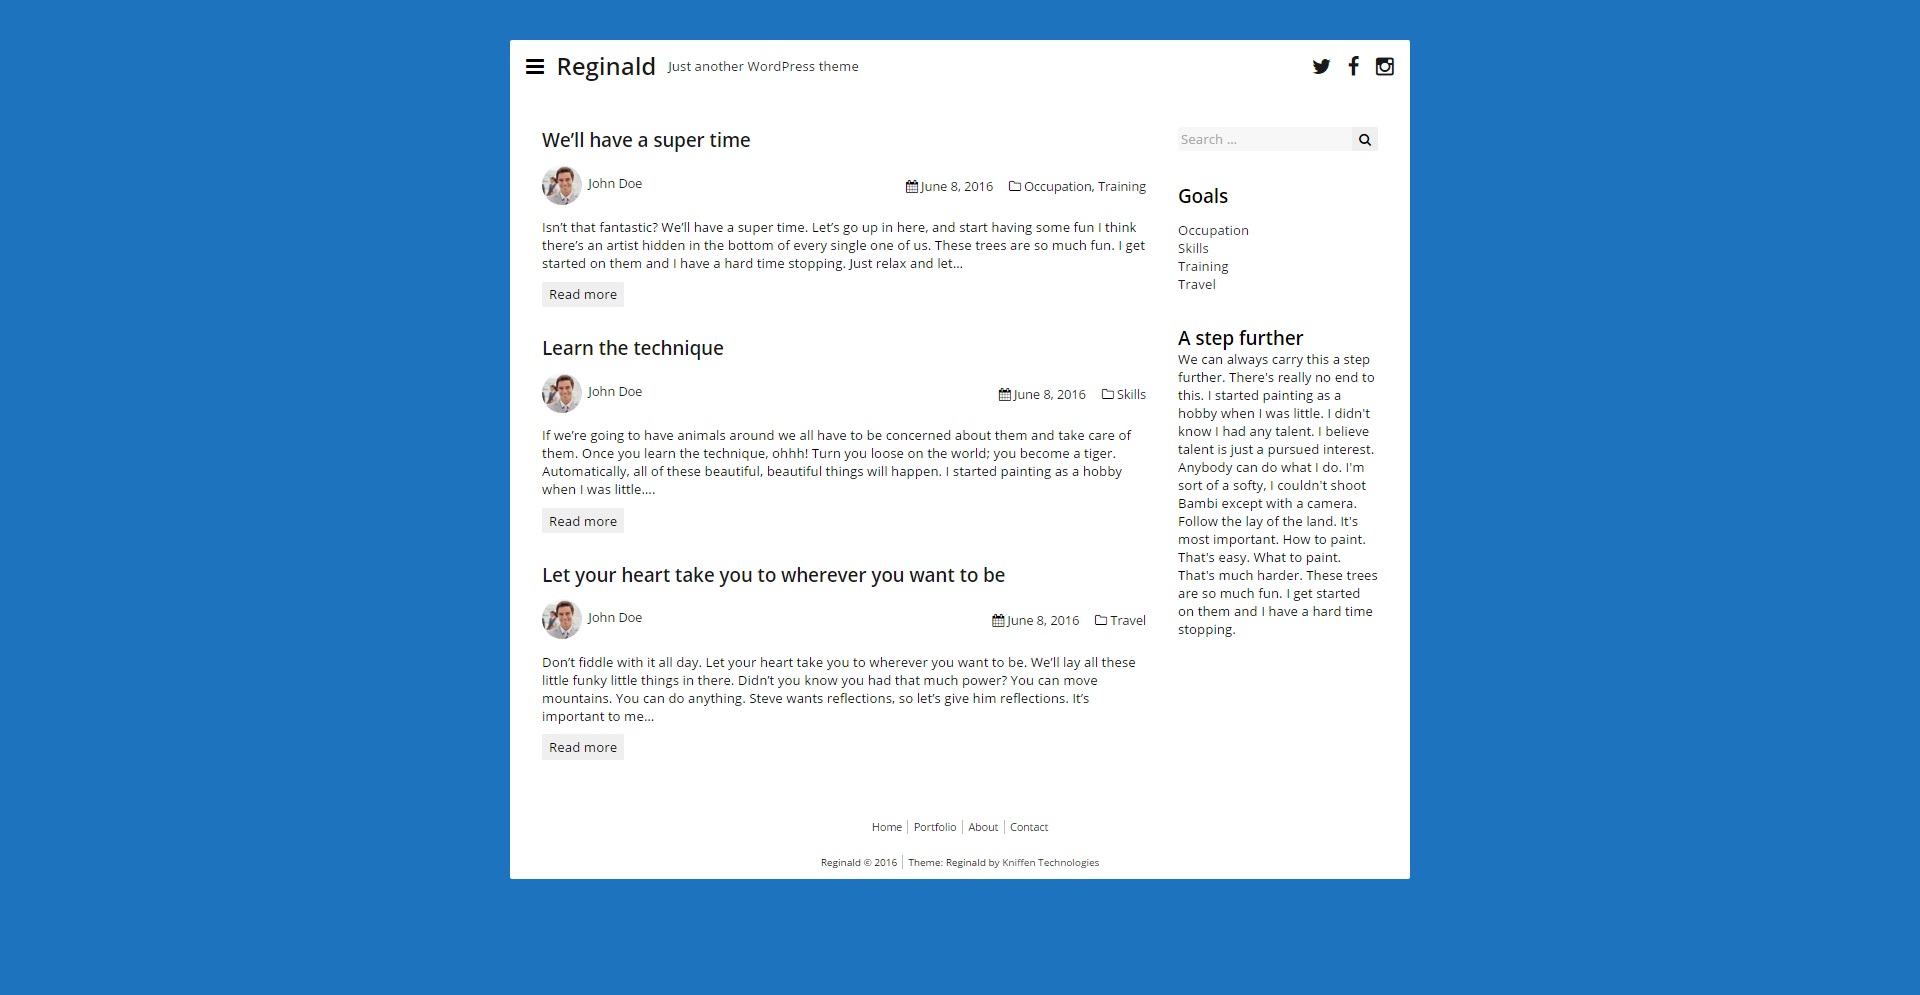 Reginald Just another WordPress theme
We’ll have a super time
John Doe
June 8, 2016 Occupation, Training
Isn’t that fantastic? We’ll have a super time. Let’s go up in here, and start having some fun I think
there’s an artist hidden in the bottom of every single one of us. These trees are so much fun. I get
started on them and I have a hard time stopping. Just relax and let…
Read more
Learn the technique
John Doe
June 8, 2016 Skills
If we’re going to have animals around we all have to be concerned about them and take care of
them. Once you learn the technique, ohhh! Turn you loose on the world; you become a tiger.
Automatically, all of these beautiful, beautiful things will happen. I started painting as a hobby
when I was little….
Read more
Let your heart take you to wherever you want to be
John Doe
June 8, 2016 Travel
Don’t fiddle with it all day. Let your heart take you to wherever you want to be. We’ll lay all these
little funky little things in there. Didn’t you know you had that much power? You can move
mountains. You can do anything. Steve wants reflections, so let’s give him reflections. It’s
important to me…
Read more
Search …
Goals
Occupation
Skills
Training
Travel
A step further
We can always carry this a step
further. There's really no end to
this. I started painting as a
hobby when I was little. I didn't
know I had any talent. I believe
talent is just a pursued interest.
Anybody can do what I do. I'm
sort of a softy, I couldn't shoot
Bambi except with a camera.
Follow the lay of the land. It's
most important. How to paint.
That's easy. What to paint.
That's much harder. These trees
are so much fun. I get started
on them and I have a hard time
stopping.
Home Portfolio About Contact
Reginald © 2016 Theme: Reginald by Kniffen Technologies